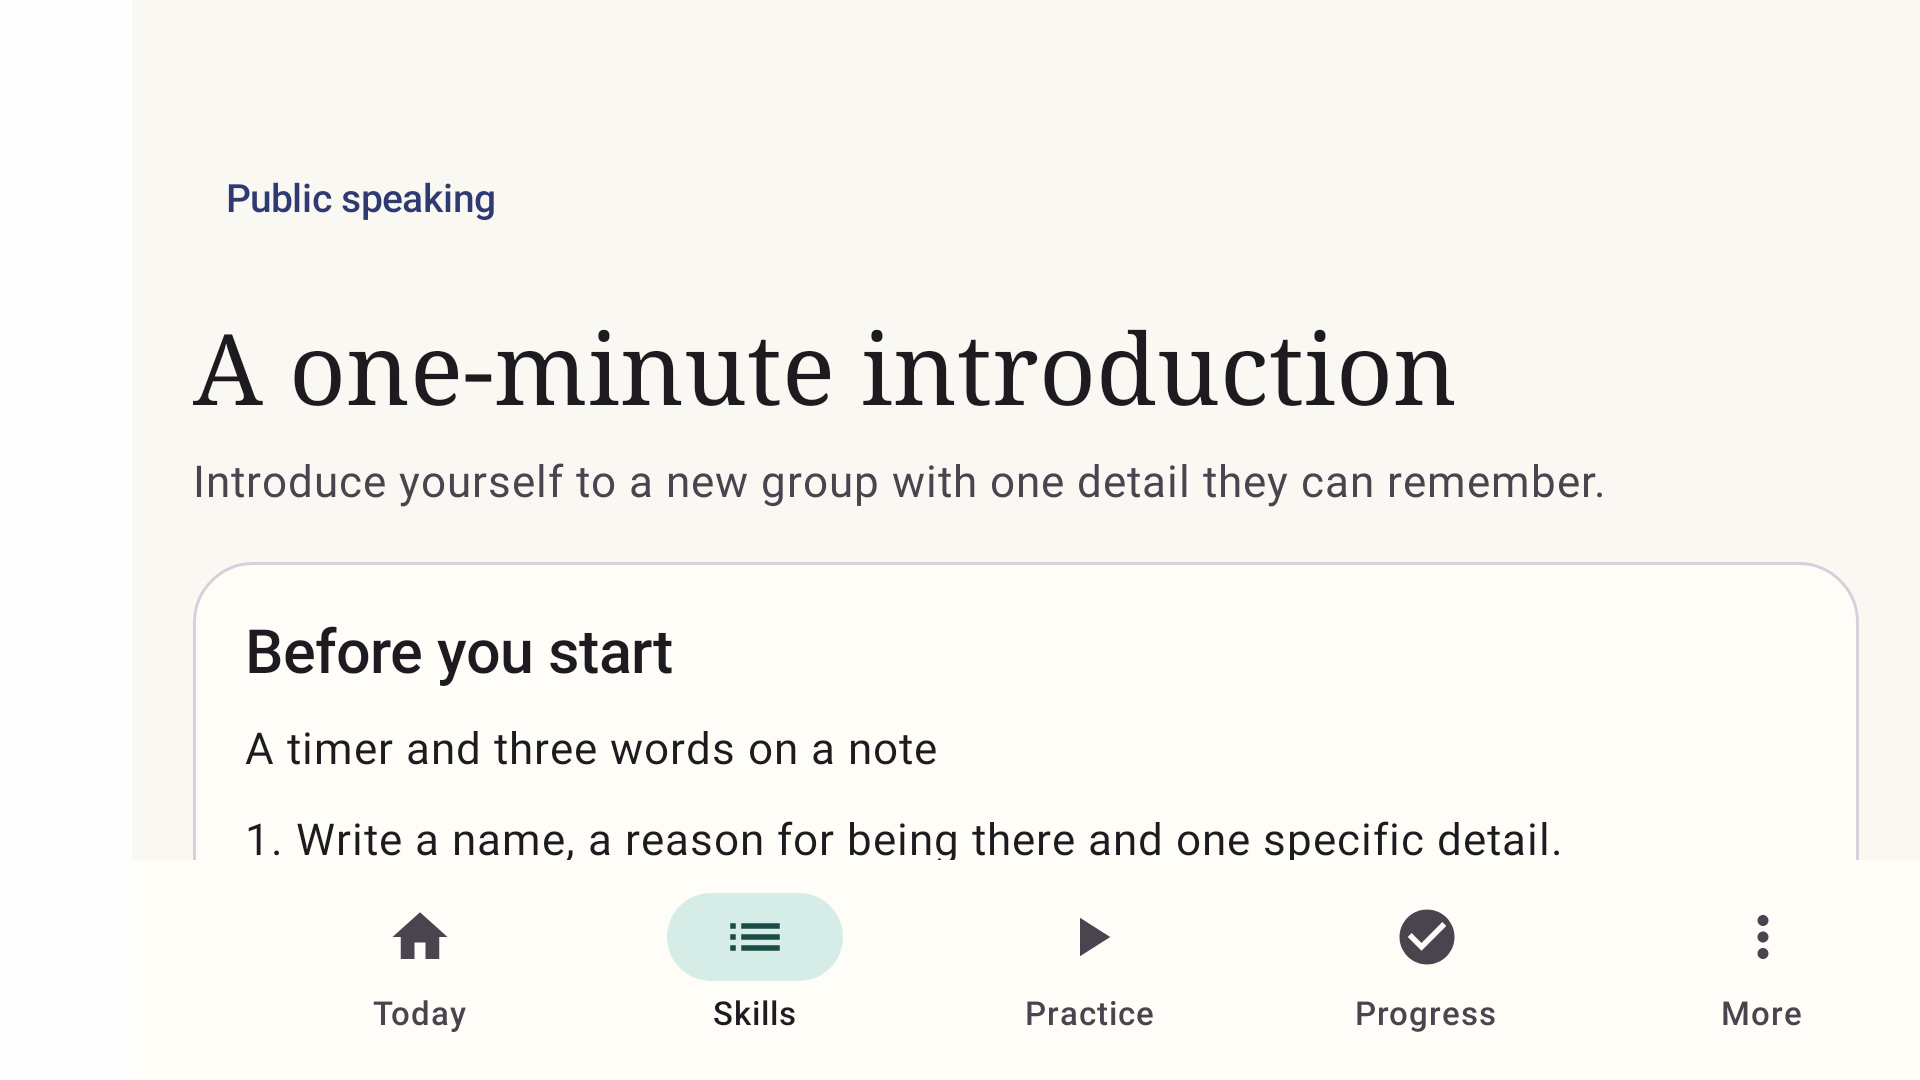 Public speaking
A one-minute introduction
Introduce yourself to a new group with one detail they can remember.
Before you start
A timer and three words on a note
1. Write a name, a reason for being there and one specific detail.
Today
Skills
Practice
Progress
More